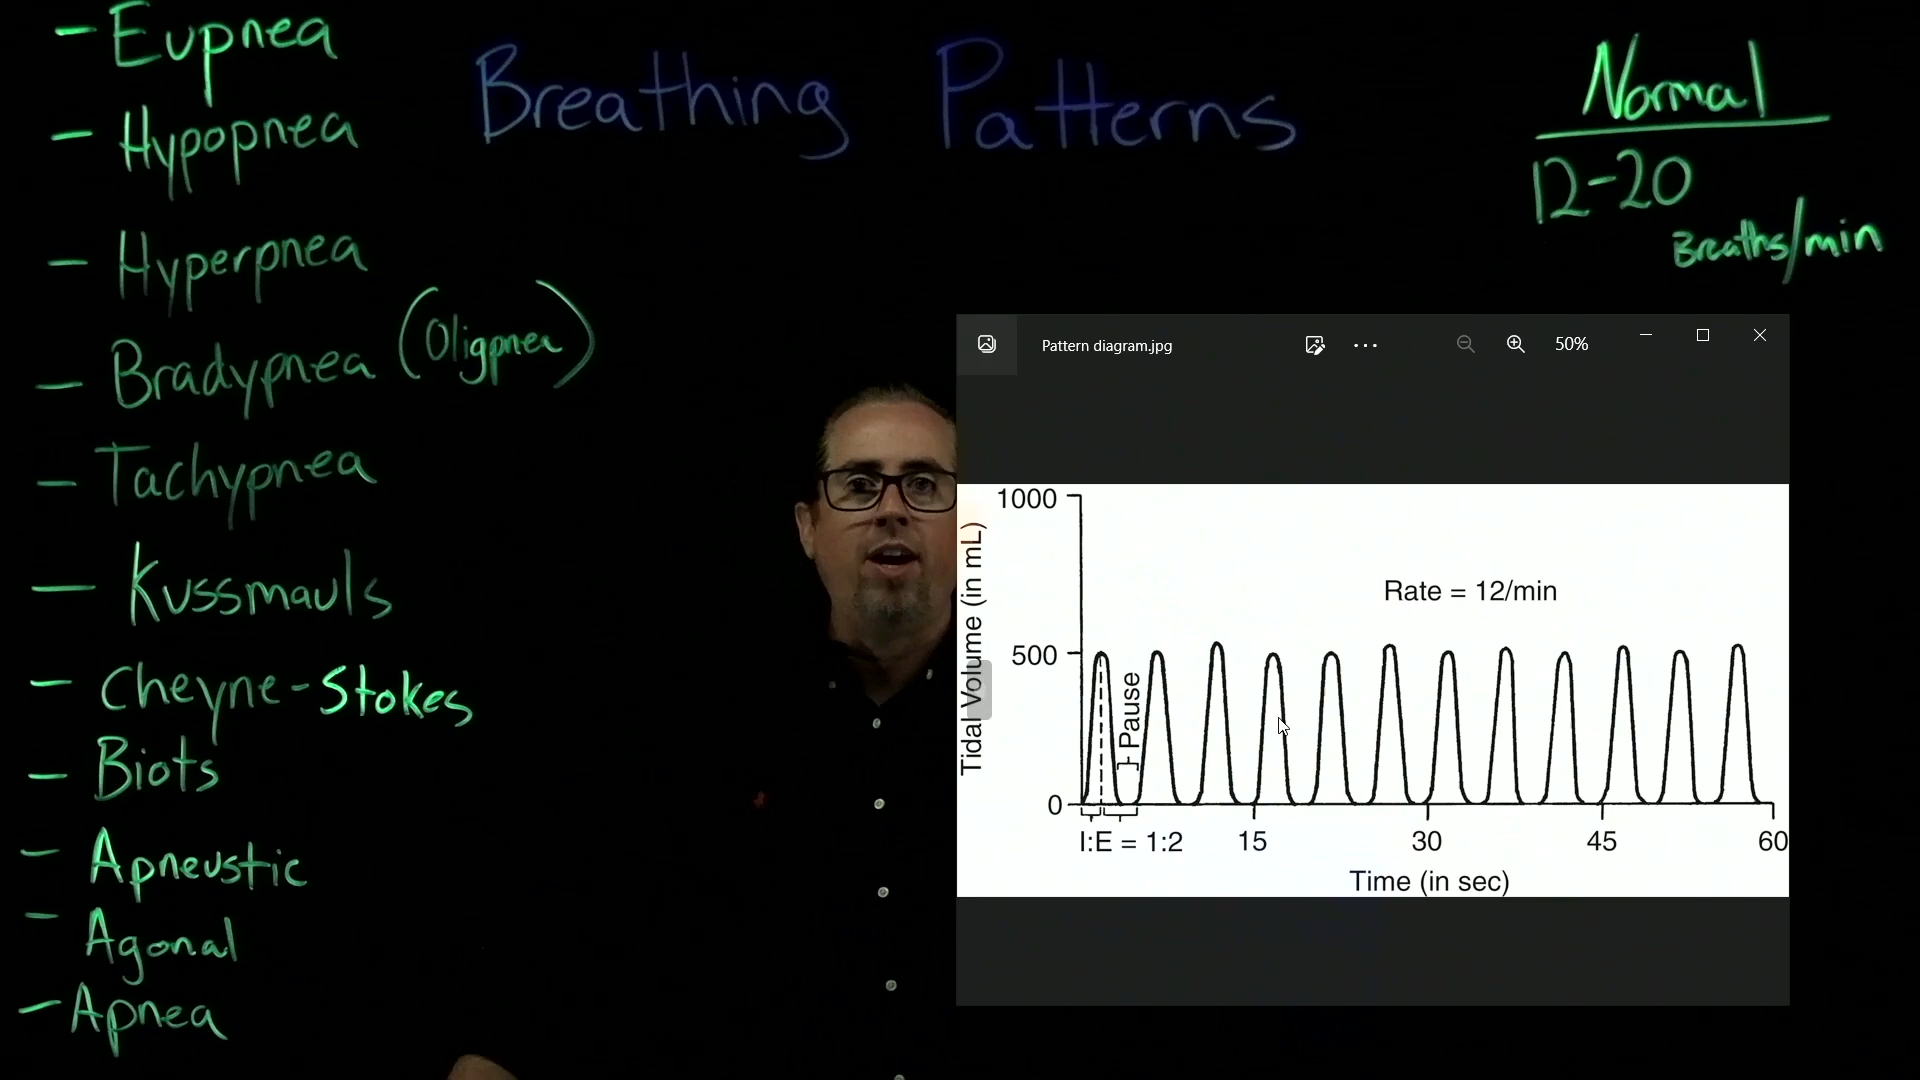 Breathing Patterns
- Eupnea
- Hypopnea
- Hyperpnea
- Bradypnea (Oligpnea)
- Tachypnea
- Kussmauls
- Cheyne-Stokes
- Biots
- Apneustic
- Agonal
- Apnea
Normal
12-20
Breaths/min
Pattern diagram.jpg
50%
Tidal Volume (in mL)
1000
500
0
Rate = 12/min
Pause
I:E = 1:2
15
30
45
60
Time (in sec)